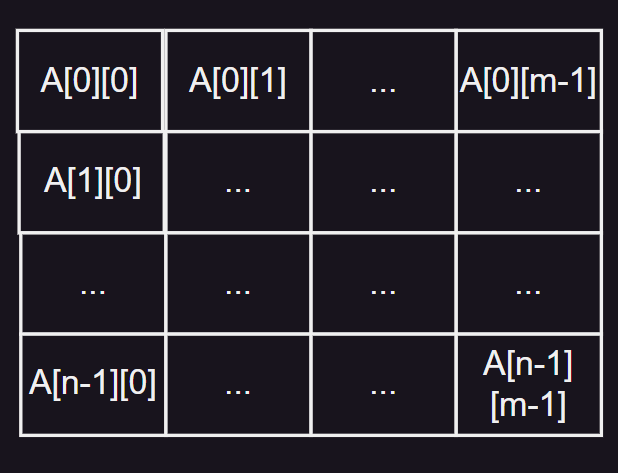 A[0][0] A[0][1] ... A[0][m-1]
A[1][0] ... ... ...
... ... ... ...
A[n-1][0] ... ... A[n-1]
[m-1]